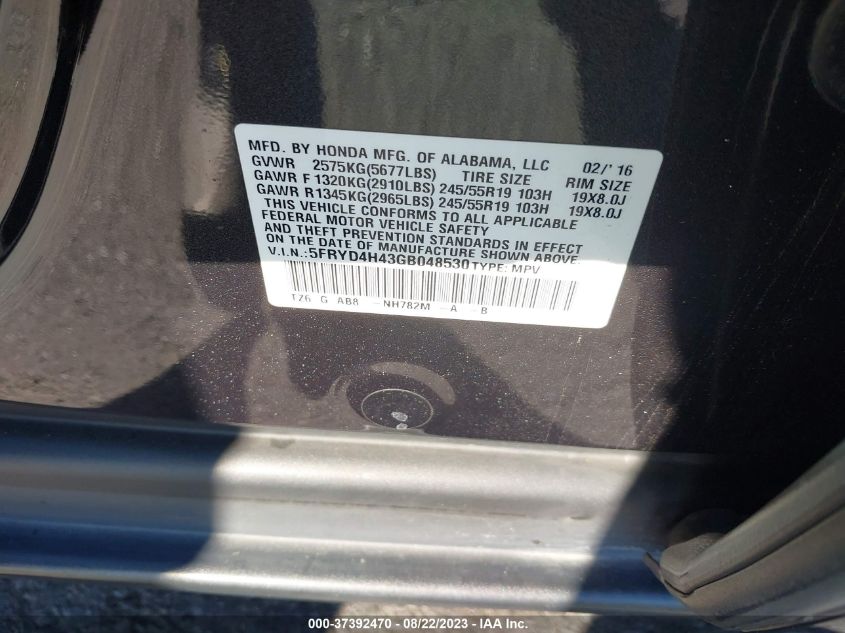 MFD. BY HONDA MFG. OF ALABAMA, LLC 02/' 16
GVWR 2575KG(5677LBS) TIRE SIZE RIM SIZE
GAWR F 1320KG(2910LBS) 245/55R19 103H 19X8.0J
GAWR R 1345KG(2965LBS) 245/55R19 103H 19X8.0J
THIS VEHICLE CONFORMS TO ALL APPLICABLE
FEDERAL MOTOR VEHICLE SAFETY
AND THEFT PREVENTION STANDARDS IN EFFECT
ON THE DATE OF MANUFACTURE SHOWN ABOVE.
V.I.N.:5FRYD4H43GB048530 TYPE: MPV
TZ6 G AB8 -NH782M -A -B
000-37392470 - 08/22/2023 - IAA Inc.